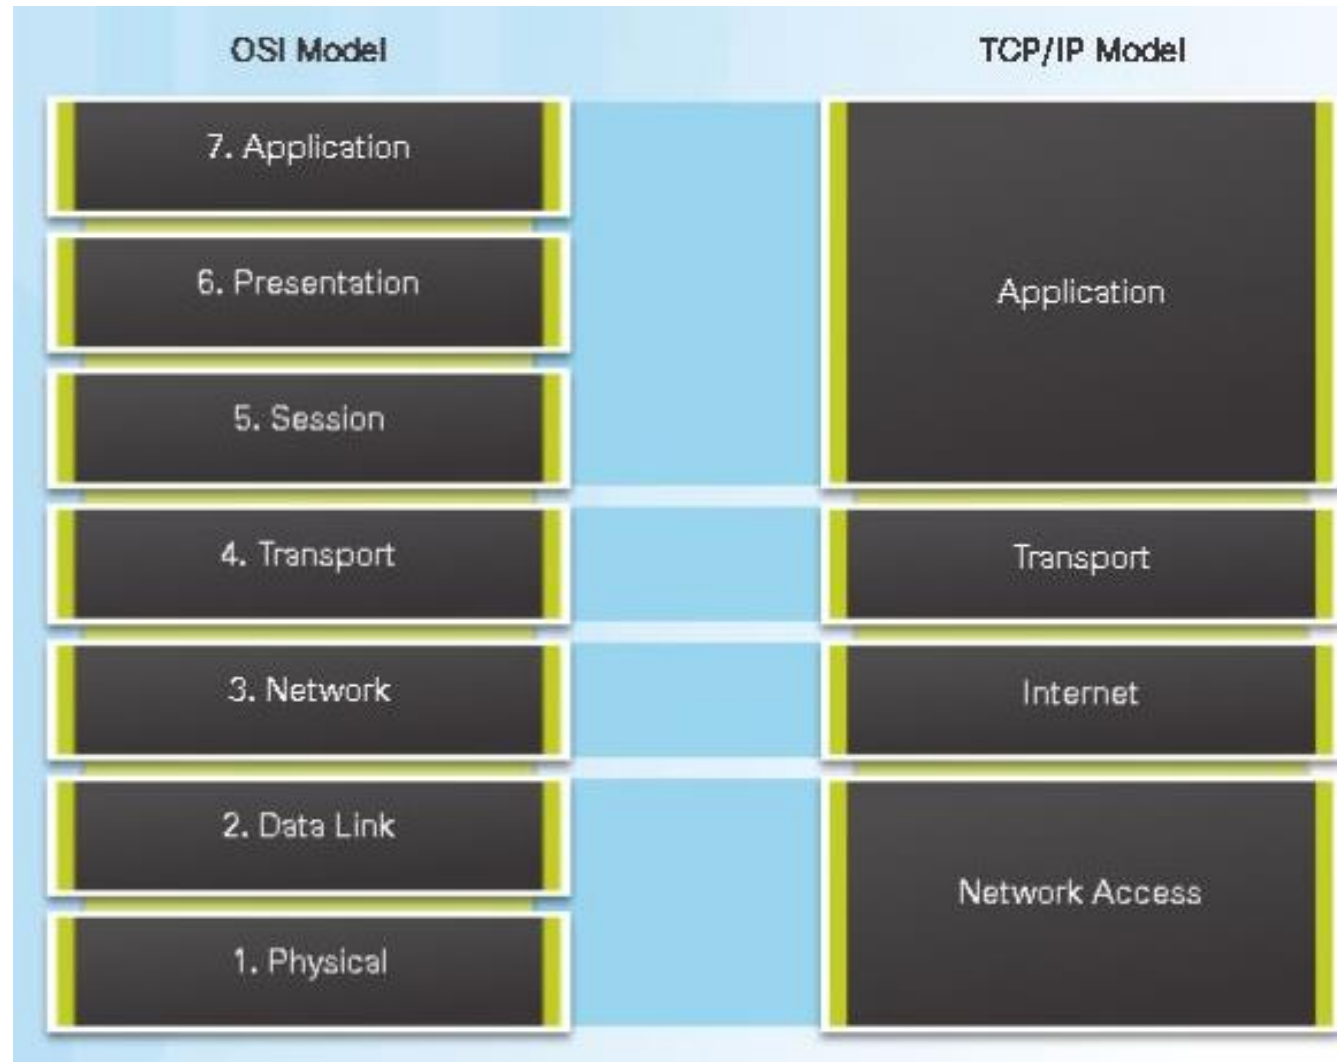 OSI Model
7. Application
6. Presentation
5. Session
4. Transport
3. Network
2. Data Link
1. Physical
TCP/IP Model
Application
Transport
Internet
Network Access